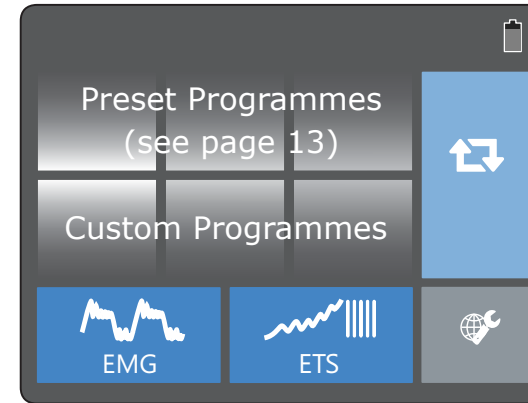 Preset Programmes
(see page 13)
Custom Programmes
EMG
ETS